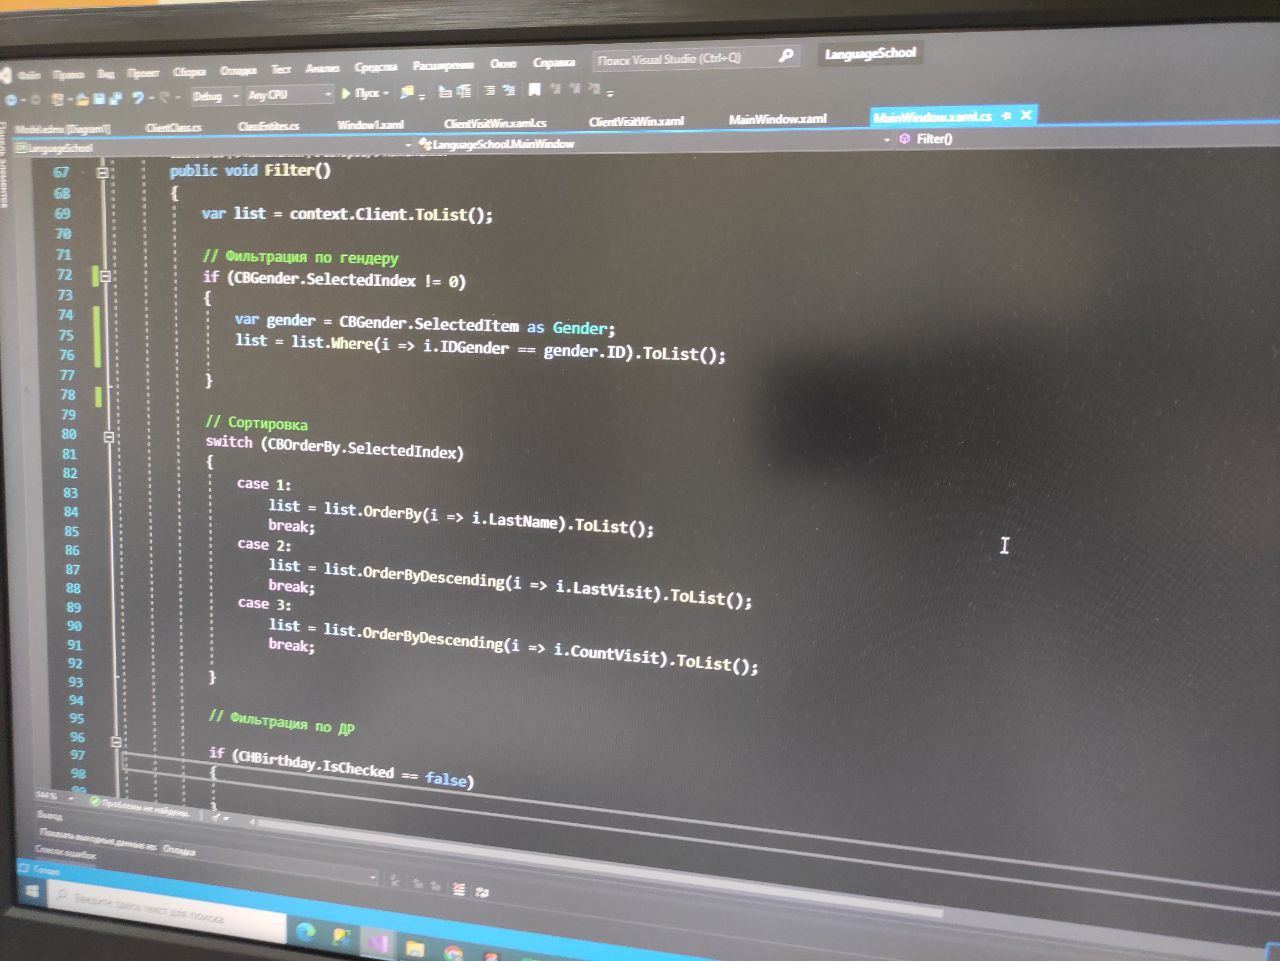 Файл Правка Вид Проект Сборка Отладка Тест Анализ Средства Расширения Окно Справка Поиск Visual Studio (Ctrl+Q) LanguageSchool
Debug Any CPU Пуск
Model.edmx [Diagram1] ClientClass.cs ClassEntites.cs Window1.xaml ClientVisitWin.xaml.cs ClientVisitWin.xaml MainWindow.xaml MainWindow.xaml.cs
LanguageSchool LanguageSchool.MainWindow Filter()
Панель элементов
67 public void Filter()
68 {
69 var list = context.Client.ToList();
70
71 // Фильтрация по гендеру
72 if (CBGender.SelectedIndex != 0)
73 {
74 var gender = CBGender.SelectedItem as Gender;
75 list = list.Where(i => i.IDGender == gender.ID).ToList();
76
77 }
78
79 // Сортировка
80 switch (CBOrderBy.SelectedIndex)
81 {
82 case 1:
83 list = list.OrderBy(i => i.LastName).ToList();
84 break;
85 case 2:
86 list = list.OrderByDescending(i => i.LastVisit).ToList();
87 break;
88 case 3:
89 list = list.OrderByDescending(i => i.CountVisit).ToList();
90 break;
91
92 }
93
94 // Фильтрация по ДР
95
96 if (CHBirthday.IsChecked == false)
97 {
98
99 }
Проблемы не найдены.
Вывод
Показать выходные данные из: Отладка
Список ошибок
Готово
Введите здесь текст для поиска